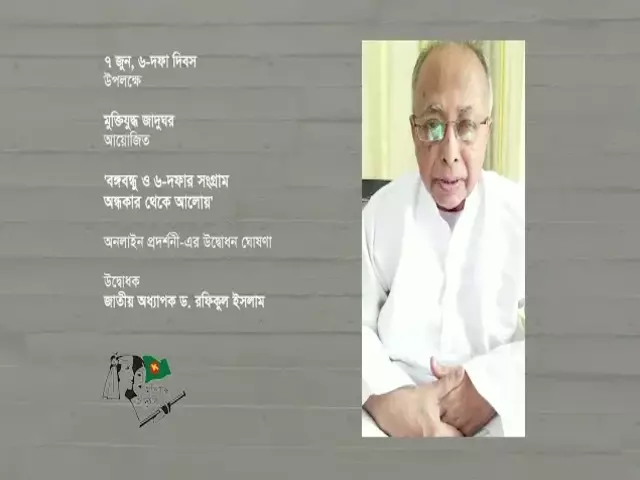 ৭ জুন, ৬-দফা দিবস
উপলক্ষে
মুক্তিযুদ্ধ জাদুঘর
আয়োজিত
'বঙ্গবন্ধু ও ৬-দফার সংগ্রাম
অন্ধকার থেকে আলোয়'
অনলাইন প্রদর্শনী-এর উদ্বোধন ঘোষণা
উদ্বোধক
জাতীয় অধ্যাপক ড. রফিকুল ইসলাম